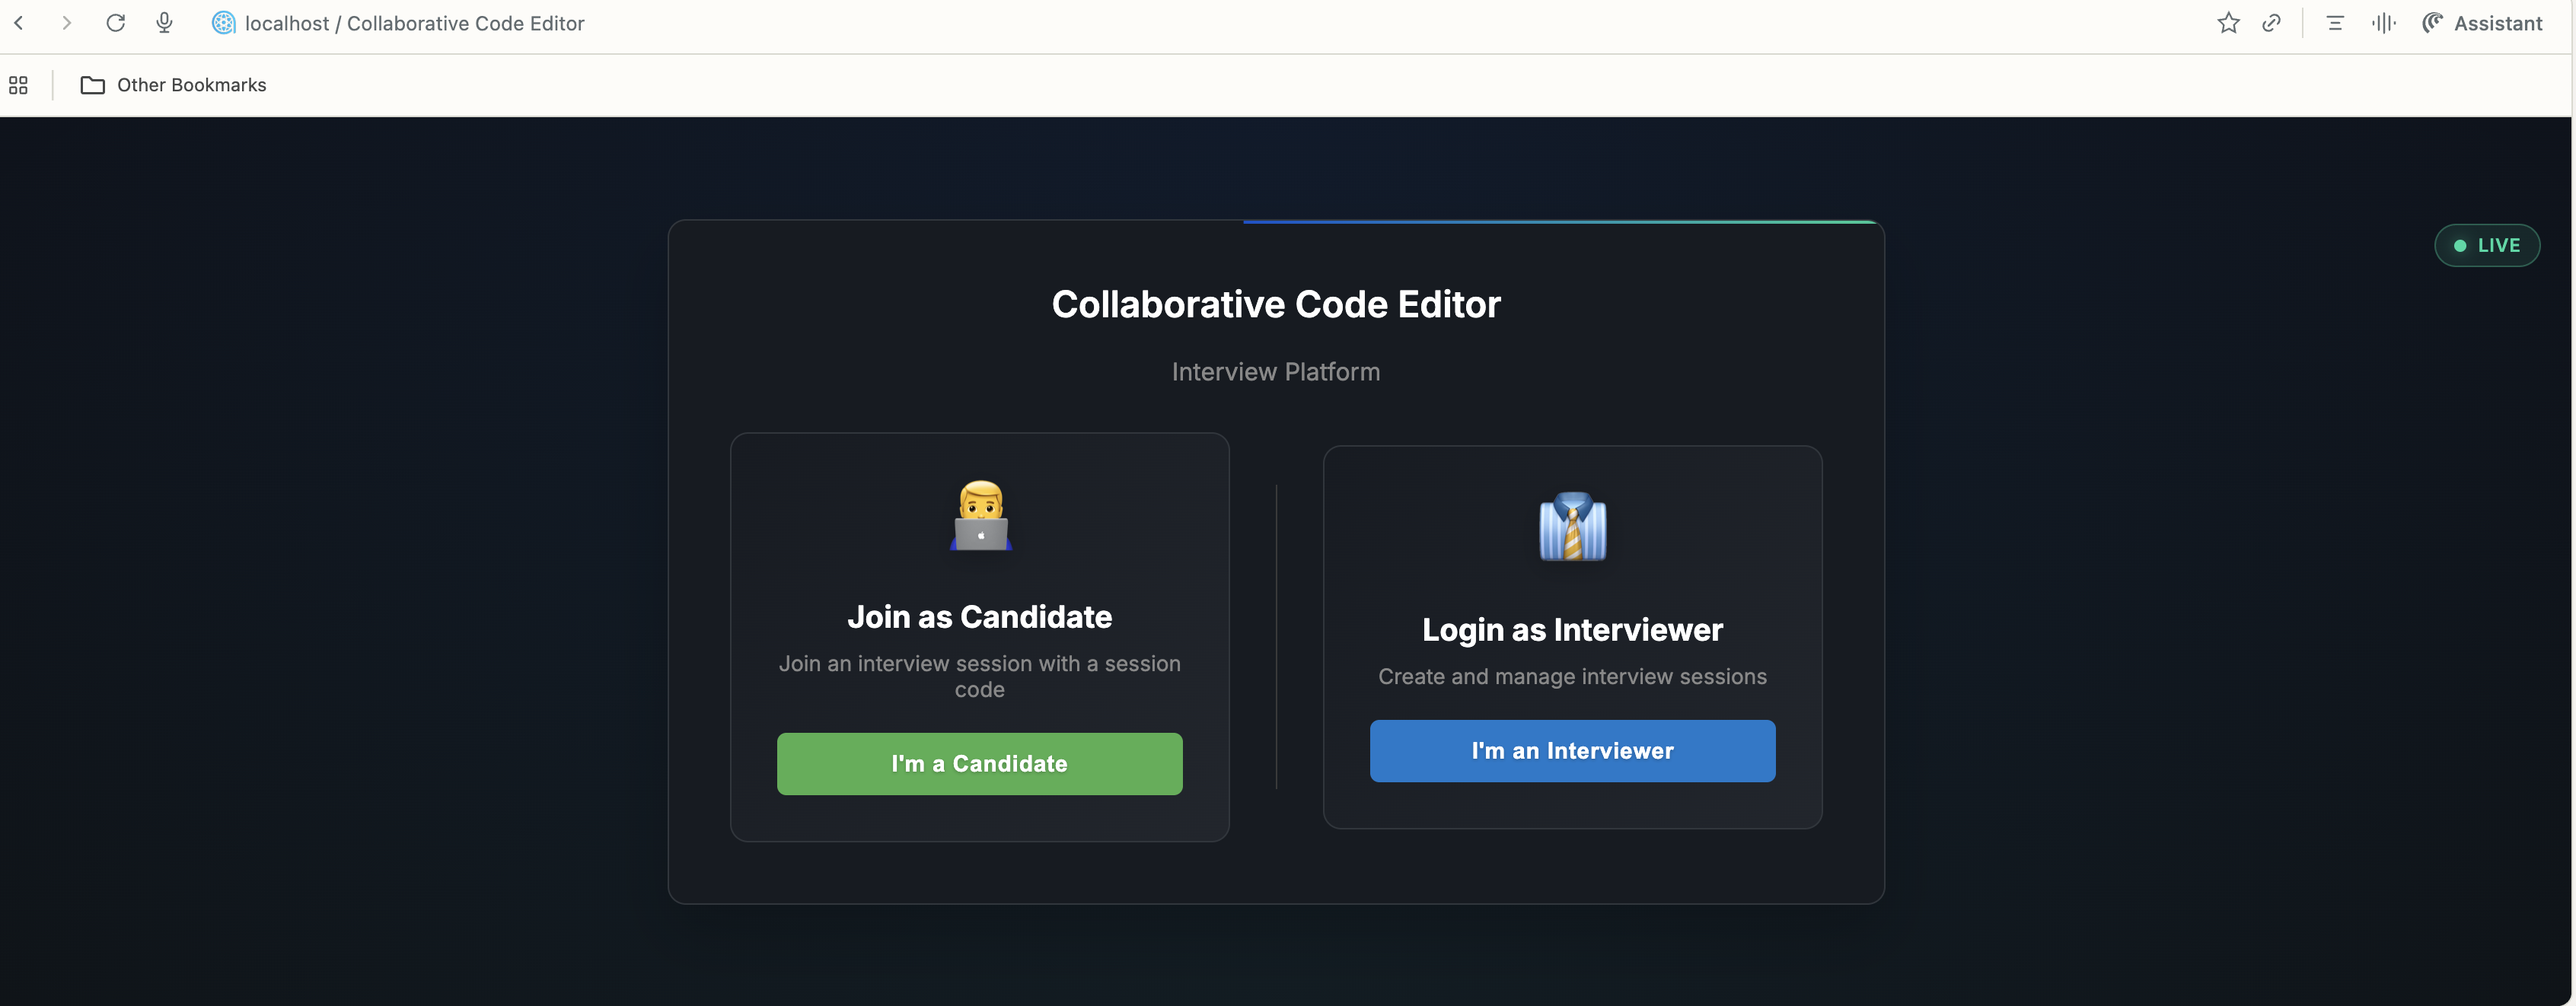 localhost / Collaborative Code Editor
Assistant
Other Bookmarks
LIVE
Collaborative Code Editor
Interview Platform
Join as Candidate
Join an interview session with a session
code
I'm a Candidate
Login as Interviewer
Create and manage interview sessions
I'm an Interviewer